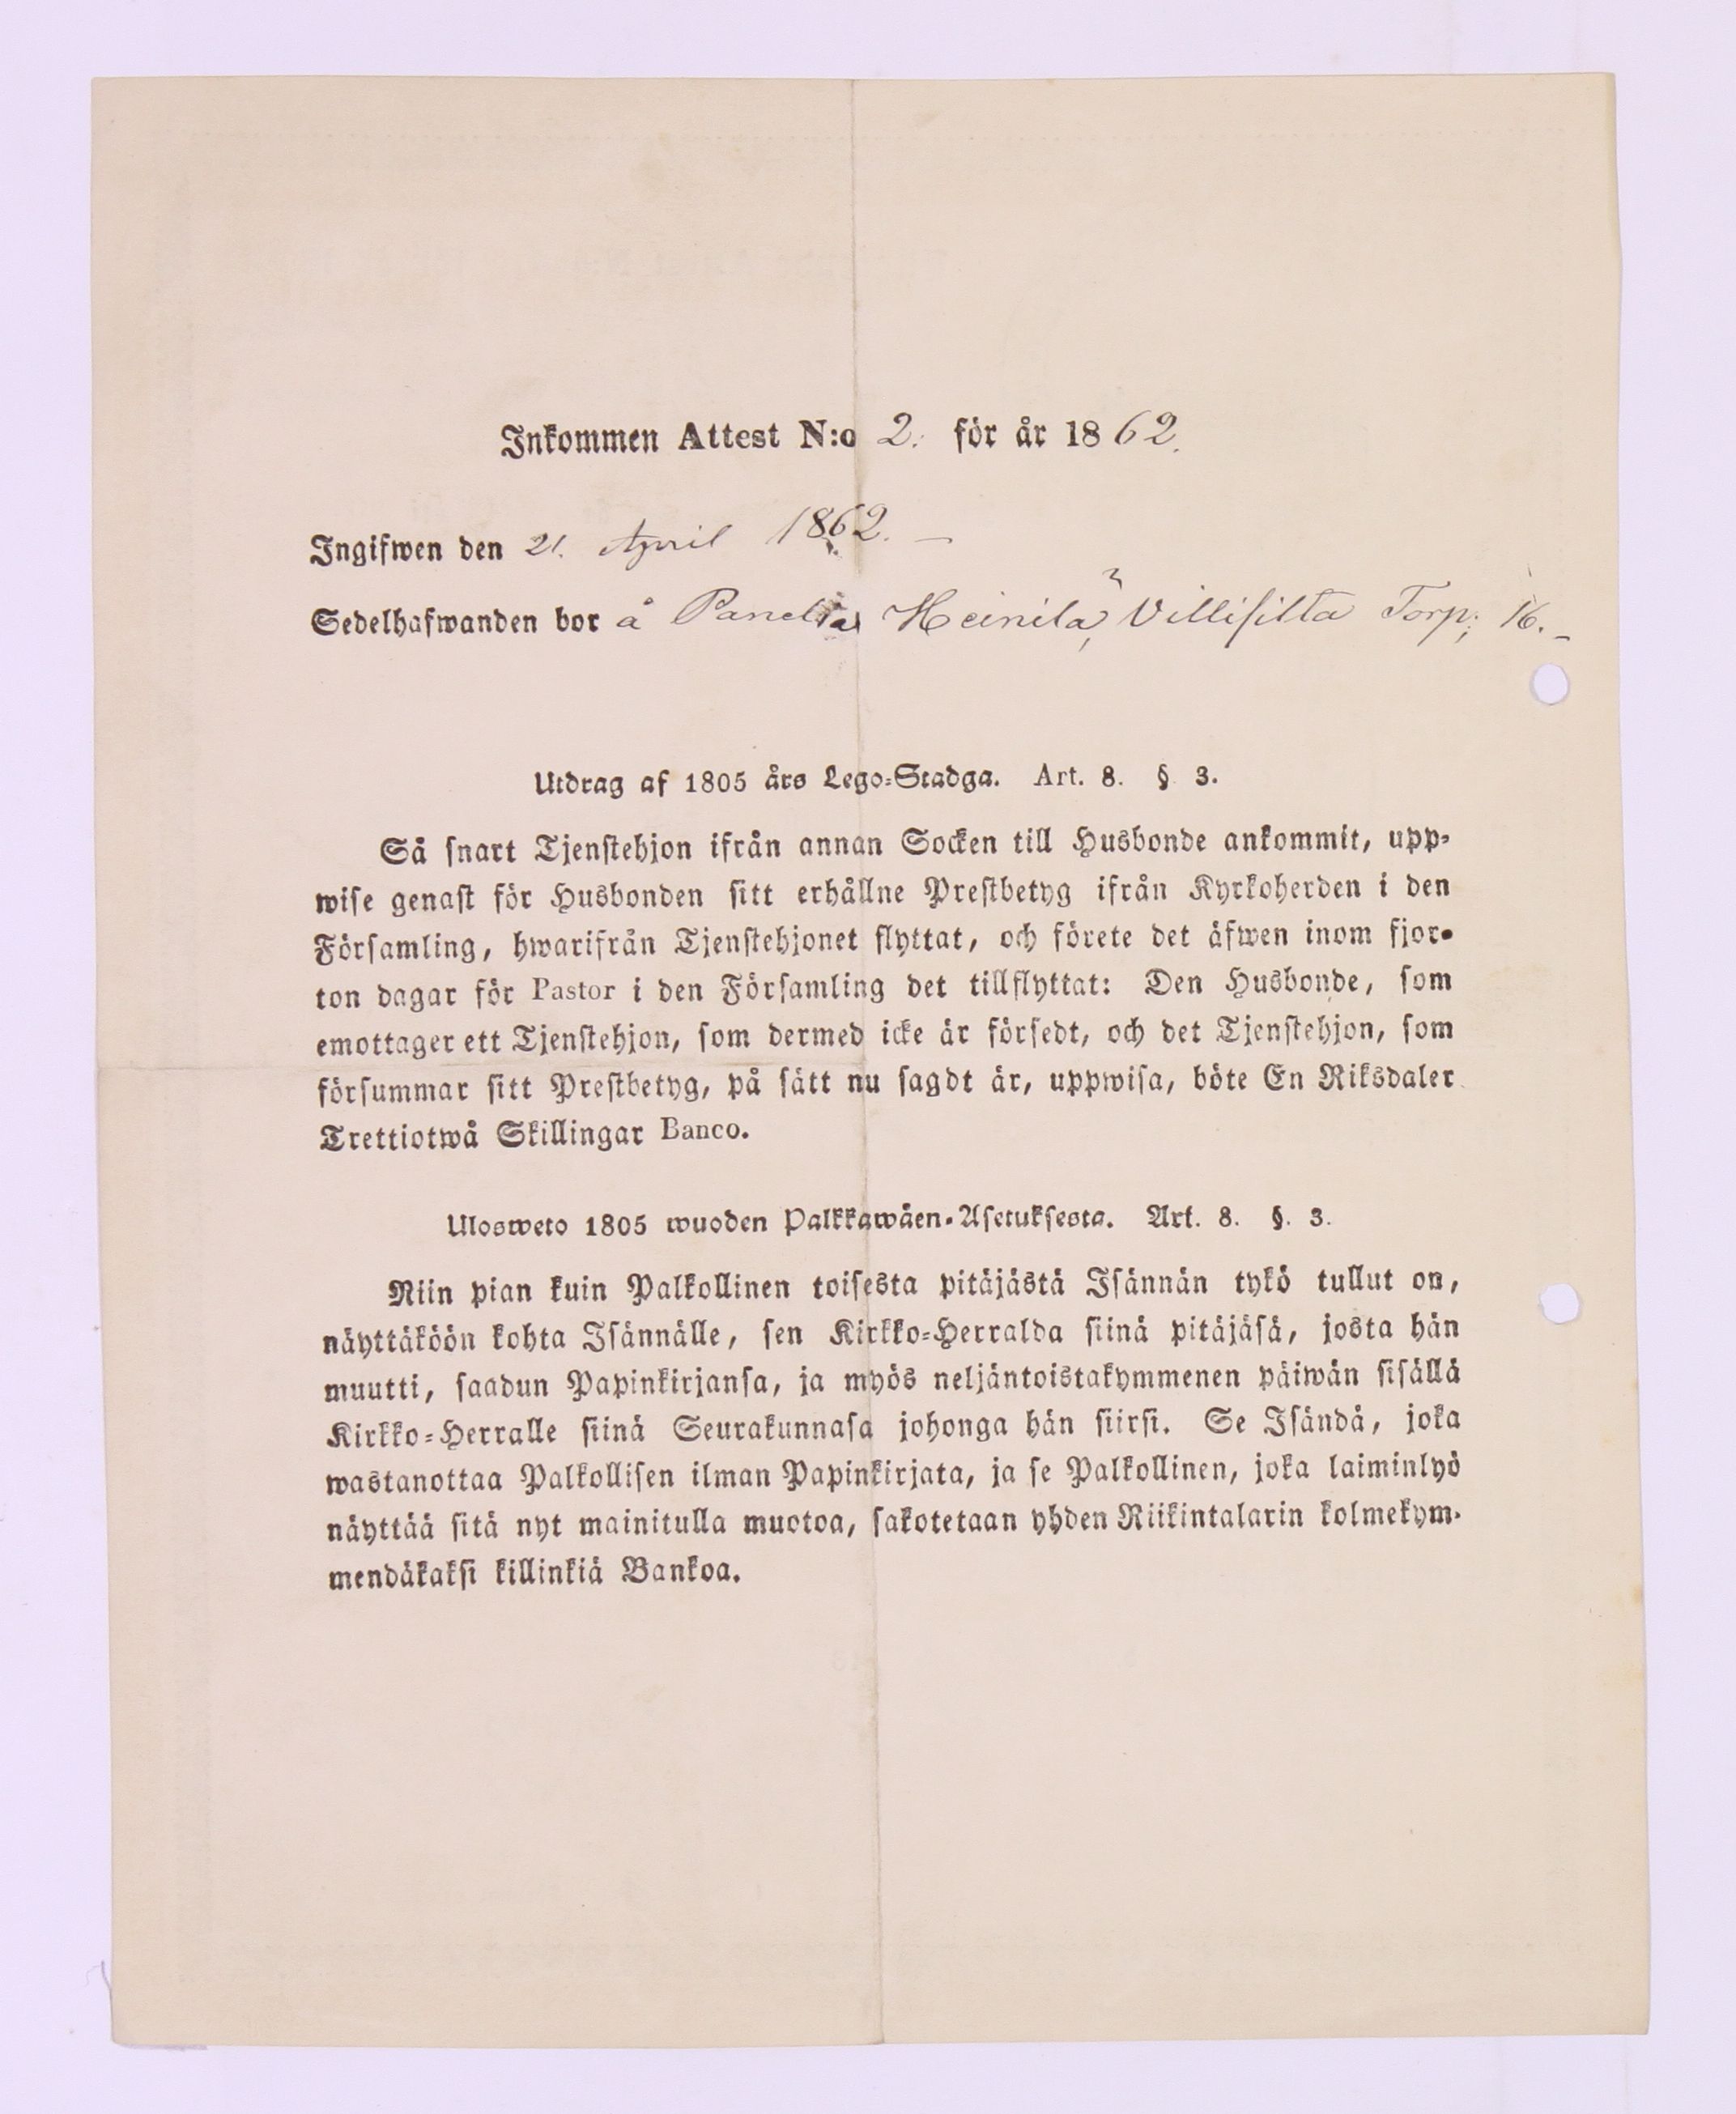 Inkommen Attest N:o 2. för år 1862.
Ingifwen den 21. April 1862. –
Sedelhafwanden bor å Panelia Heinilä, Villisilta Torp; 16. –
Utdrag af 1805 års Lego-Stadga. Art. 8. § 3.
Så snart Tjenstehjon ifrån annan Socken till Husbonde ankommit, upp-
wise genast för Husbonden sitt erhållne Prestbetyg ifrån Kyrkoherden i den
Församling, hwarifrån Tjenstehjonet flyttat, och förete det äfwen inom fjor-
ton dagar för Pastor i den Församling det tillflyttat: Den Husbonde, som
emottager ett Tjenstehjon, som dermed icke är försedt, och det Tjenstehjon, som
försummar sitt Prestbetyg, på sätt nu sagdt är, uppwisa, böte En Riksdaler
Trettiotwå Skillingar Banco.
Ulosweto 1805 wuoden Palkkawäen-Asetuksesta. Art. 8. §. 3.
Niin pian kuin Palkollinen toisesta pitäjästä Isännän tykö tullut on,
näyttäköön kohta Isännälle, sen Kirkko-Herralda siinä pitäjäsä, josta hän
muutti, saadun Papinkirjansa, ja myös neljäntoistakymmenen päiwän sisällä
Kirkko-Herralle siinä Seurakunnasa johonga hän siirsi. Se Isändä, joka
wastanottaa Palkollisen ilman Papinkirjata, ja se Palkollinen, joka laiminlyö
näyttää sitä nyt mainitulla muotoa, sakotetaan yhden Riikintalarin kolmekym-
mendäkaksi killinkiä Bankoa.